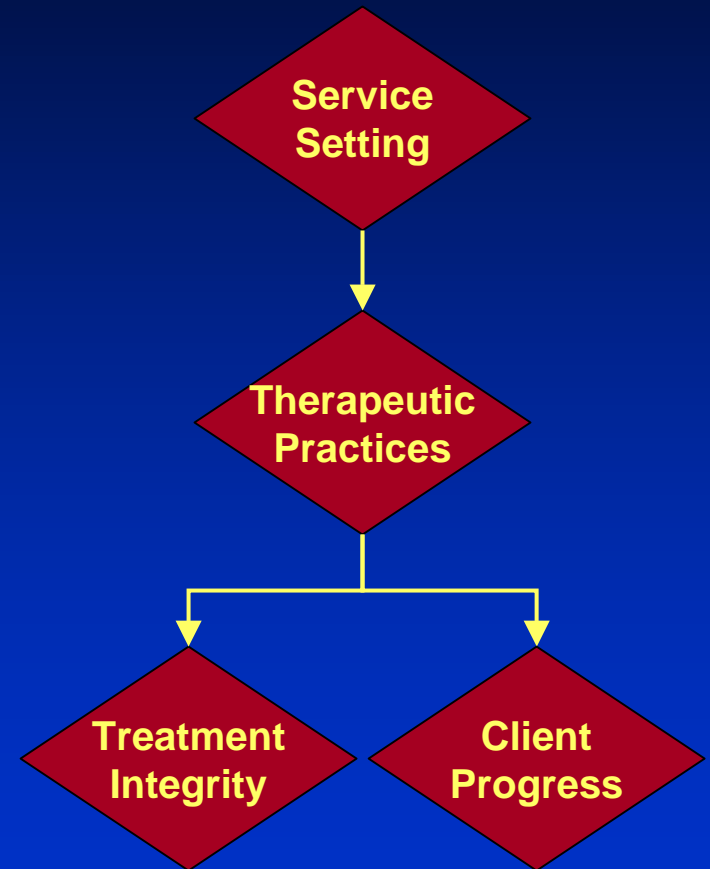 Service
Setting
Therapeutic
Practices
Treatment
Integrity
Client
Progress